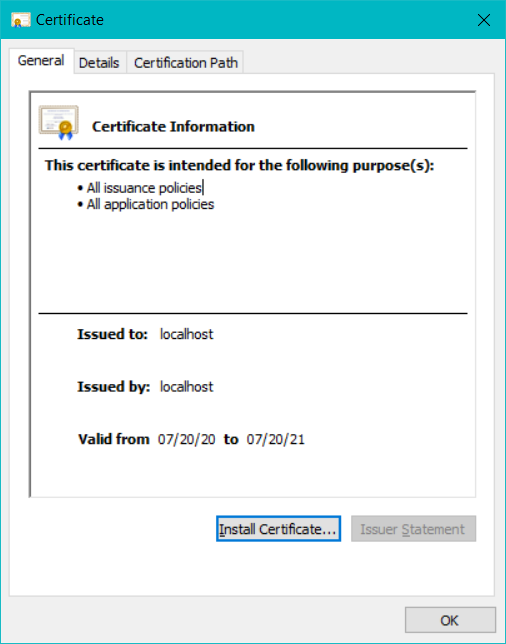 Certificate
General
Details
Certification Path
Certificate Information
This certificate is intended for the following purpose(s):
• All issuance policies
• All application policies
Issued to: localhost
Issued by: localhost
Valid from 07/20/20 to 07/20/21
Install Certificate...
Issuer Statement
OK